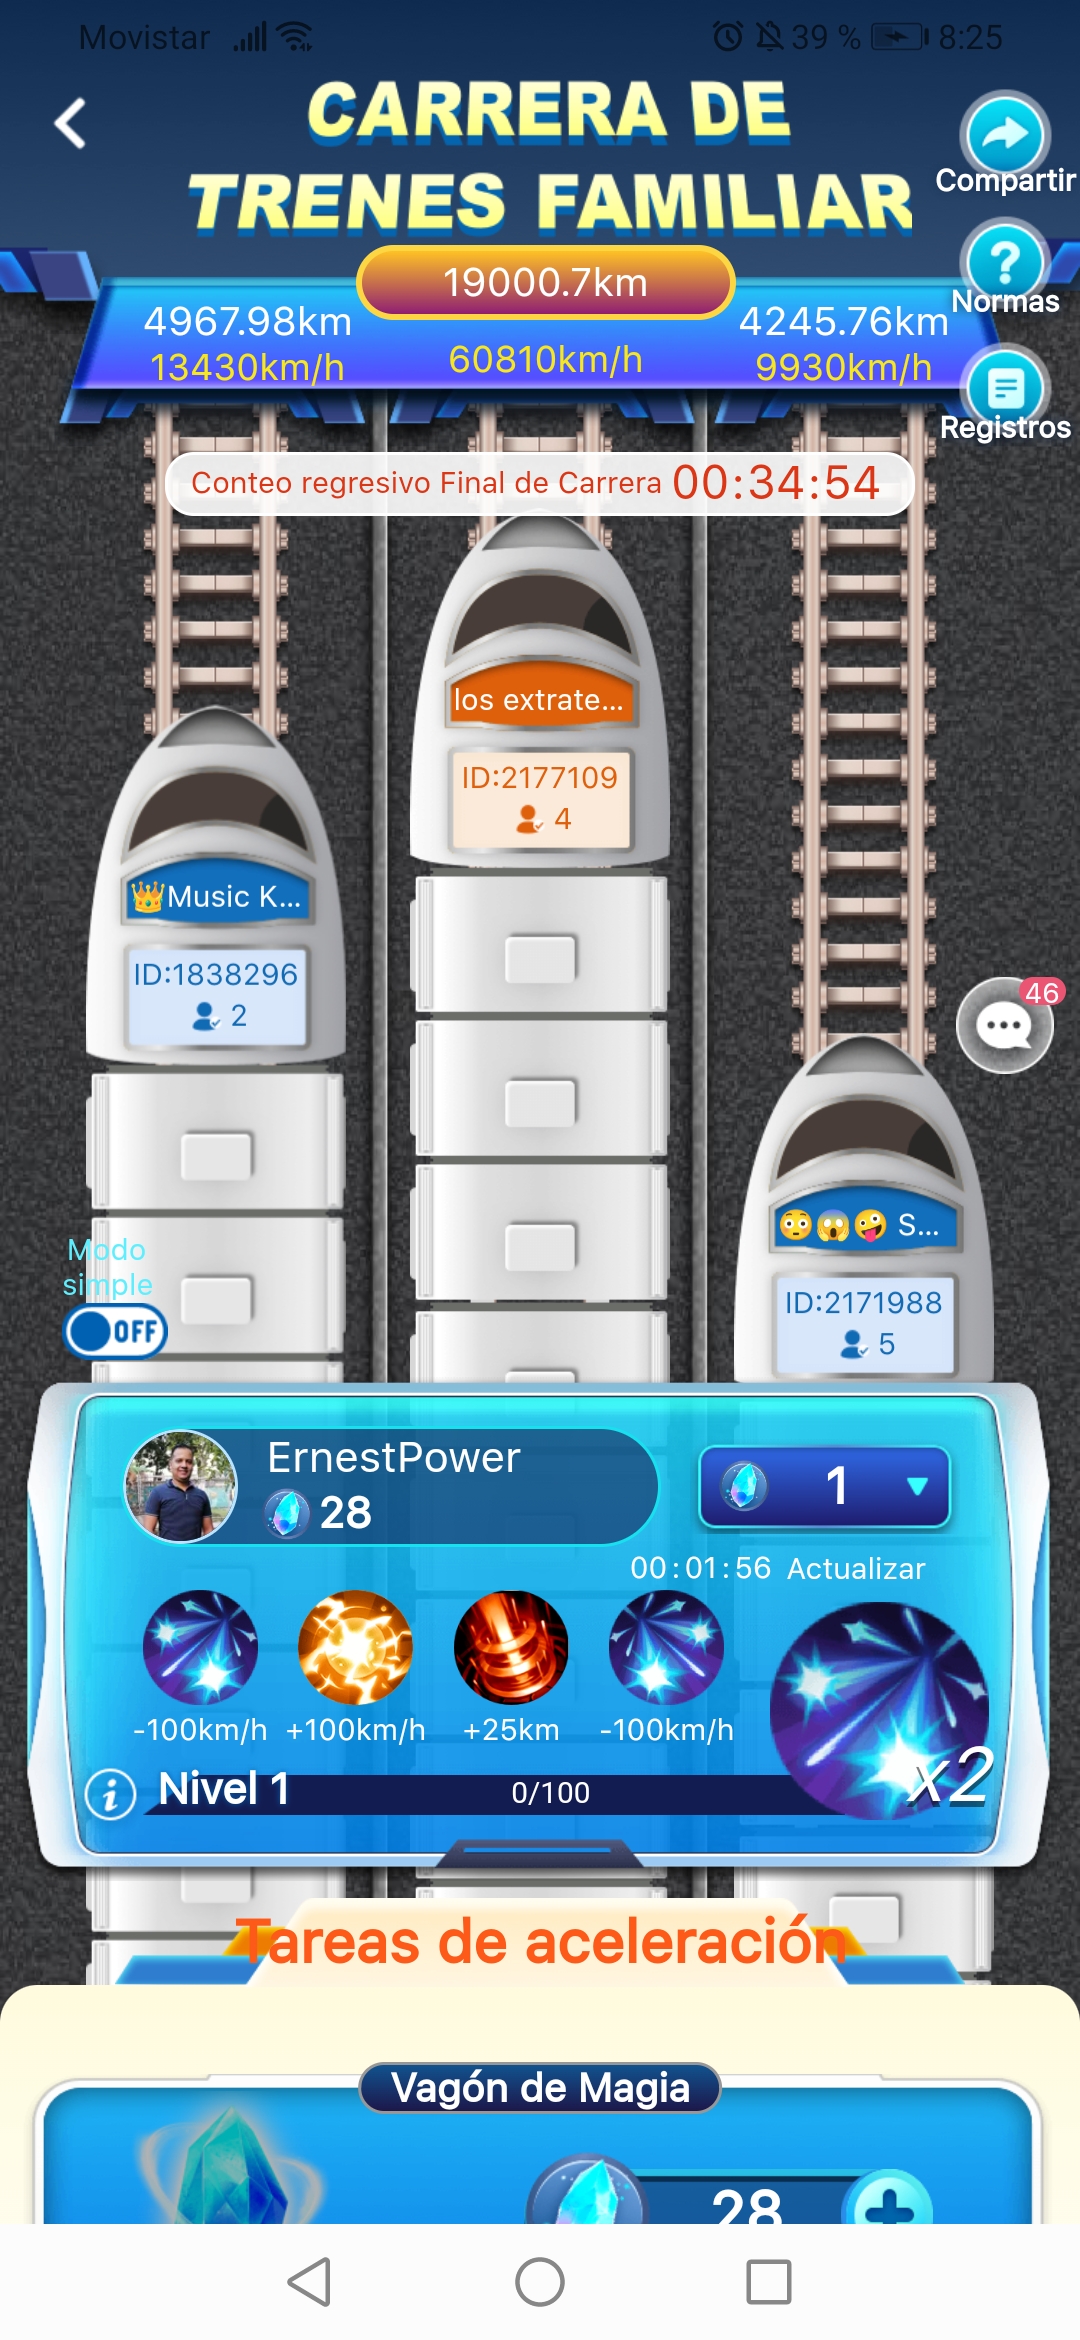 Movistar 39 % 8:25
CARRERA DE
TRENES FAMILIAR
Compartir
Normas
Registros
19000.7km
4967.98km
4245.76km
13430km/h
60810km/h
9930km/h
Conteo regresivo Final de Carrera 00:34:54
los extrate...
ID:2177109
4
👑Music K...
ID:1838296
2
46
😳😱🤪 S...
ID:2171988
5
Modo
simple
OFF
ErnestPower
28
1
00:01:56 Actualizar
-100km/h +100km/h +25km -100km/h
x2
Nivel 1
0/100
Tareas de aceleración
Vagón de Magia
28